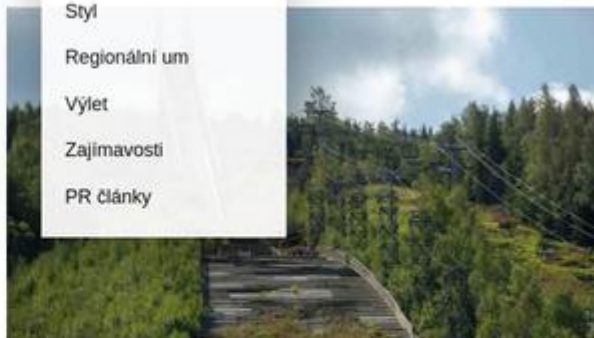 Styl
Regionální um
Výlet
Zajímavosti
PR články